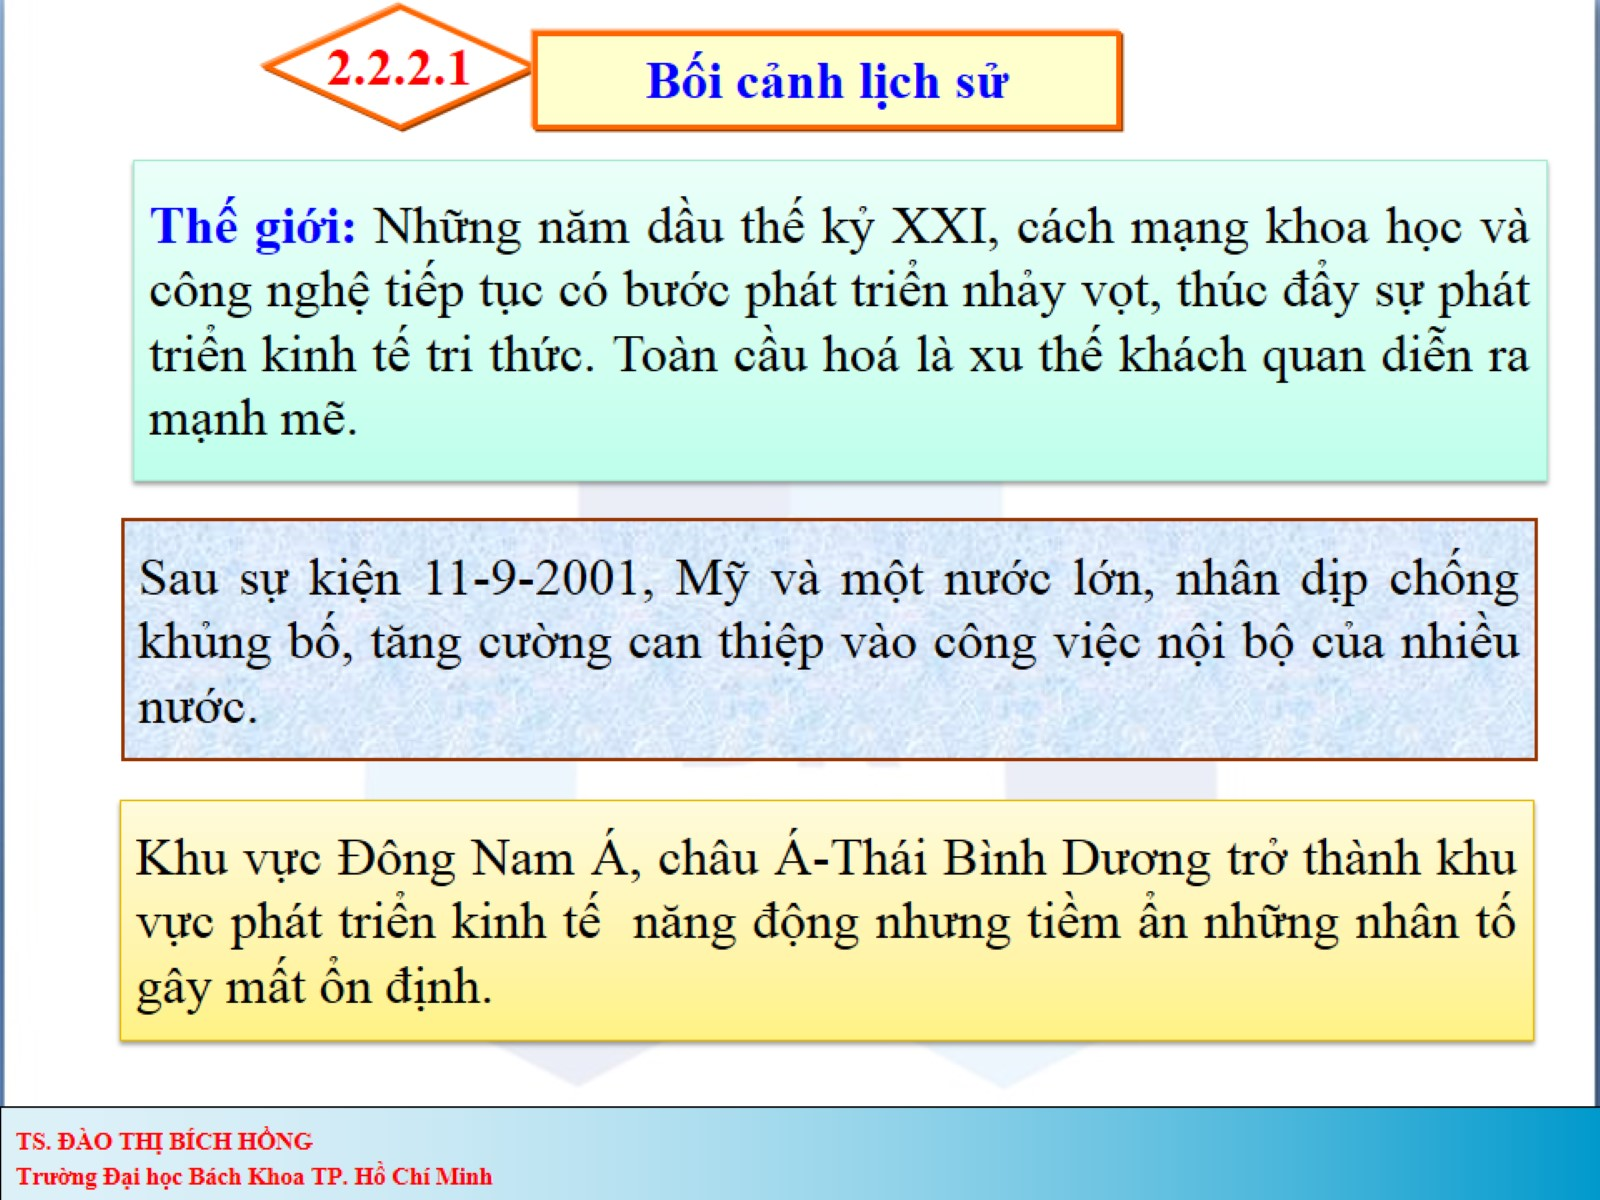 2.2.2.1
Bối cảnh lịch sử
Thế giới: Những năm dầu thế kỷ XXI, cách mạng khoa học và
công nghệ tiếp tục có bước phát triển nhảy vọt, thúc đẩy sự phát
triển kinh tế tri thức. Toàn cầu hoá là xu thế khách quan diễn ra
mạnh mẽ.
Sau sự kiện 11-9-2001, Mỹ và một nước lớn, nhân dịp chống
khủng bố, tăng cường can thiệp vào công việc nội bộ của nhiều
nước.
Khu vực Đông Nam Á, châu Á-Thái Bình Dương trở thành khu
vực phát triển kinh tế năng động nhưng tiềm ẩn những nhân tố
gây mất ổn định.
TS. ĐÀO THỊ BÍCH HỒNG
Trường Đại học Bách Khoa TP. Hồ Chí Minh